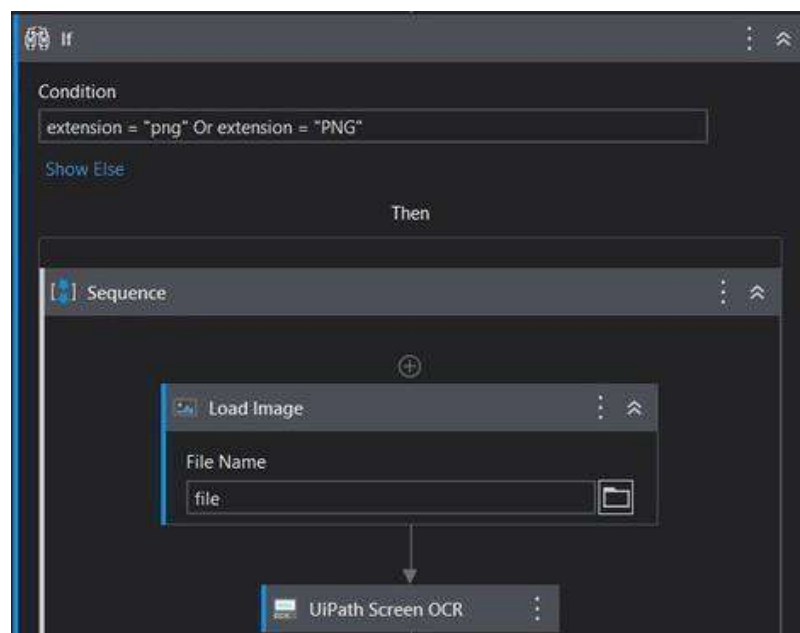 If
Condition
extension = "png" Or extension = "PNG"
Show Else
Then
Sequence
Load Image
File Name
file
UiPath Screen OCR